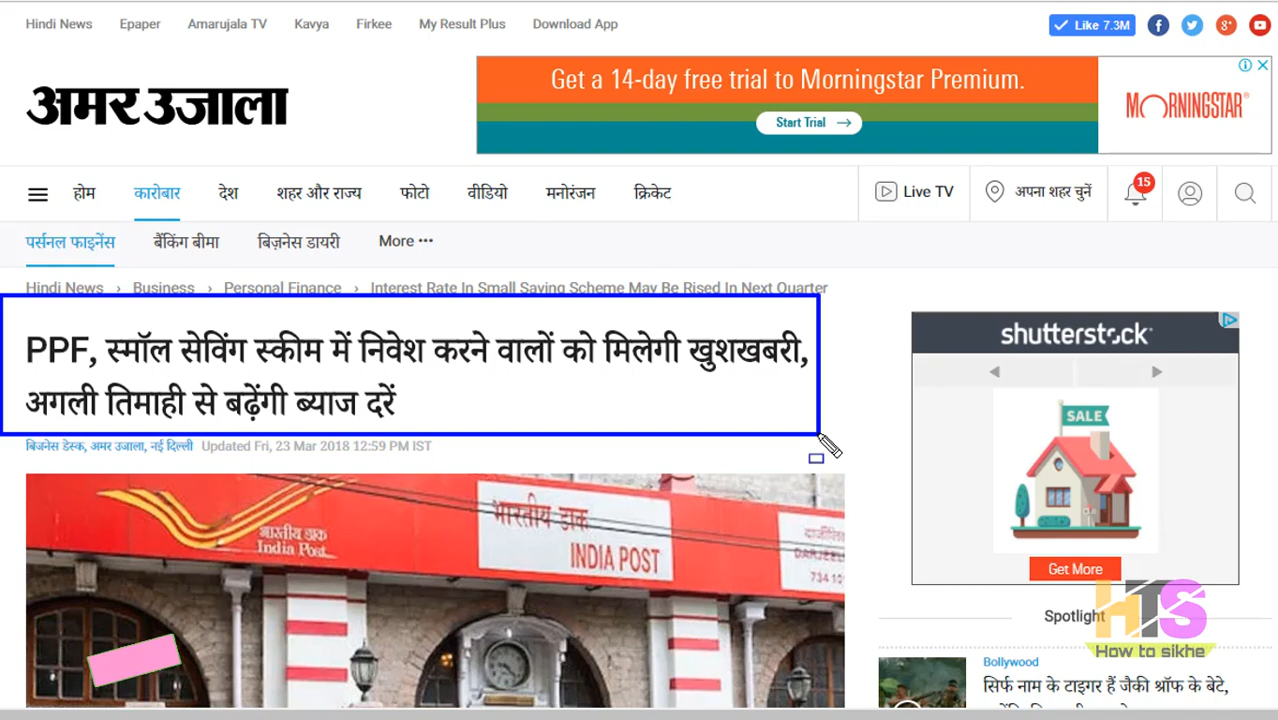 Hindi News Epaper Amarujala TV Kavya Firkee My Result Plus Download App Like 7.3M
अमर उजाला
Get a 14-day free trial to Morningstar Premium.
Start Trial
MORNINGSTAR
होम कारोबार देश शहर और राज्य फोटो वीडियो मनोरंजन क्रिकेट Live TV अपना शहर चुनें 15
पर्सनल फाइनेंस बैंकिंग बीमा बिज़नेस डायरी More
Hindi News › Business › Personal Finance › Interest Rate In Small Saving Scheme May Be Rised In Next Quarter
PPF, स्मॉल सेविंग स्कीम में निवेश करने वालों को मिलेगी खुशखबरी,
अगली तिमाही से बढ़ेंगी ब्याज दरें
बिजनेस डेस्क, अमर उजाला, नई दिल्ली Updated Fri, 23 Mar 2018 12:59 PM IST
भारतीय डाक
India Post
भारतीय डाक
INDIA POST
734 10
shutterstock
SALE
Get More
Spotlight
HTS
How to sikhe
Bollywood
सिर्फ नाम के टाइगर हैं जैकी श्रॉफ के बेटे,